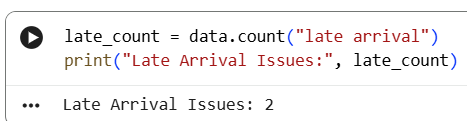 late_count = data.count("late arrival")
print("Late Arrival Issues:", late_count)
Late Arrival Issues: 2